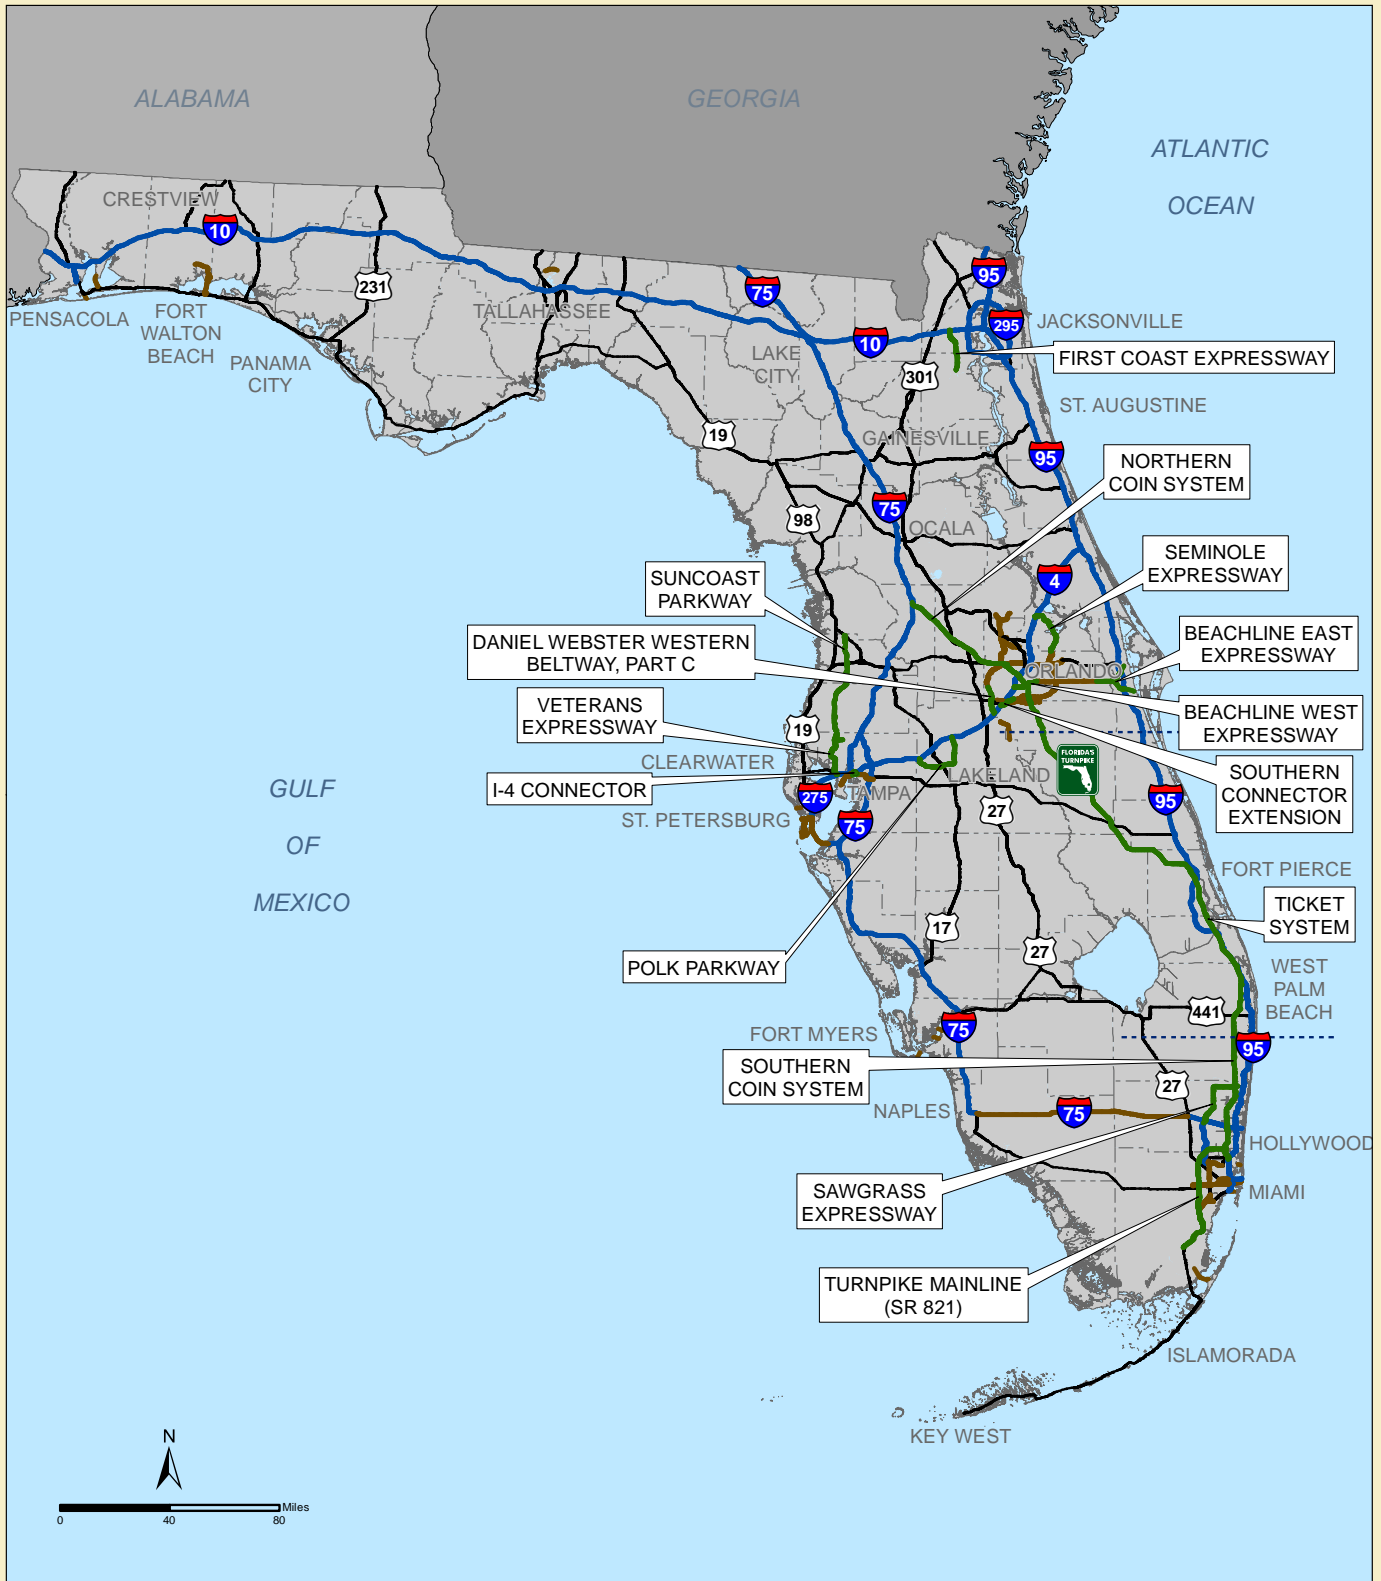 ALABAMA
GEORGIA
ATLANTIC
OCEAN
CRESTVIEW
10
95
75
231
PENSACOLA
FORT
WALTON
BEACH
TALLAHASSEE
295
JACKSONVILLE
10
LAKE
CITY
PANAMA
CITY
FIRST COAST EXPRESSWAY
301
ST. AUGUSTINE
19
GAINESVILLE
95
NORTHERN
COIN SYSTEM
75
98
OCALA
SEMINOLE
EXPRESSWAY
4
SUNCOAST
PARKWAY
DANIEL WEBSTER WESTERN
BELTWAY, PART C
BEACHLINE EAST
EXPRESSWAY
ORLANDO
VETERANS
EXPRESSWAY
BEACHLINE WEST
EXPRESSWAY
19
FLORIDA'S
TURNPIKE
CLEARWATER
LAKELAND
SOUTHERN
CONNECTOR
EXTENSION
I-4 CONNECTOR
TAMPA
275
95
27
ST. PETERSBURG
75
GULF
OF
MEXICO
FORT PIERCE
TICKET
SYSTEM
17
27
POLK PARKWAY
WEST
PALM
BEACH
441
FORT MYERS
75
95
SOUTHERN
COIN SYSTEM
27
NAPLES
75
HOLLYWOOD
SAWGRASS
EXPRESSWAY
MIAMI
TURNPIKE MAINLINE
(SR 821)
ISLAMORADA
KEY WEST
N
Miles
0 40 80